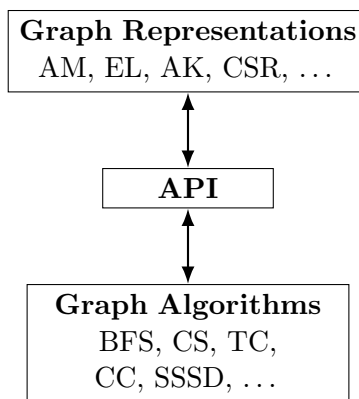 Graph Representations
AM, EL, AK, CSR, …
API
Graph Algorithms
BFS, CS, TC,
CC, SSSD, …